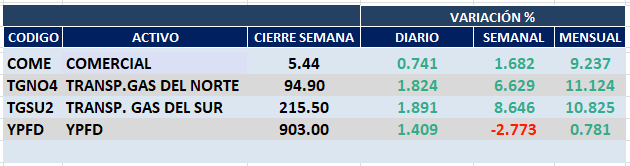 VARIACIÓN %
CODIGO ACTIVO CIERRE SEMANA DIARIO SEMANAL MENSUAL
COME COMERCIAL 5.44 0.741 1.682 9.237
TGNO4 TRANSP.GAS DEL NORTE 94.90 1.824 6.629 11.124
TGSU2 TRANSP. GAS DEL SUR 215.50 1.891 8.646 10.825
YPFD YPFD 903.00 1.409 -2.773 0.781